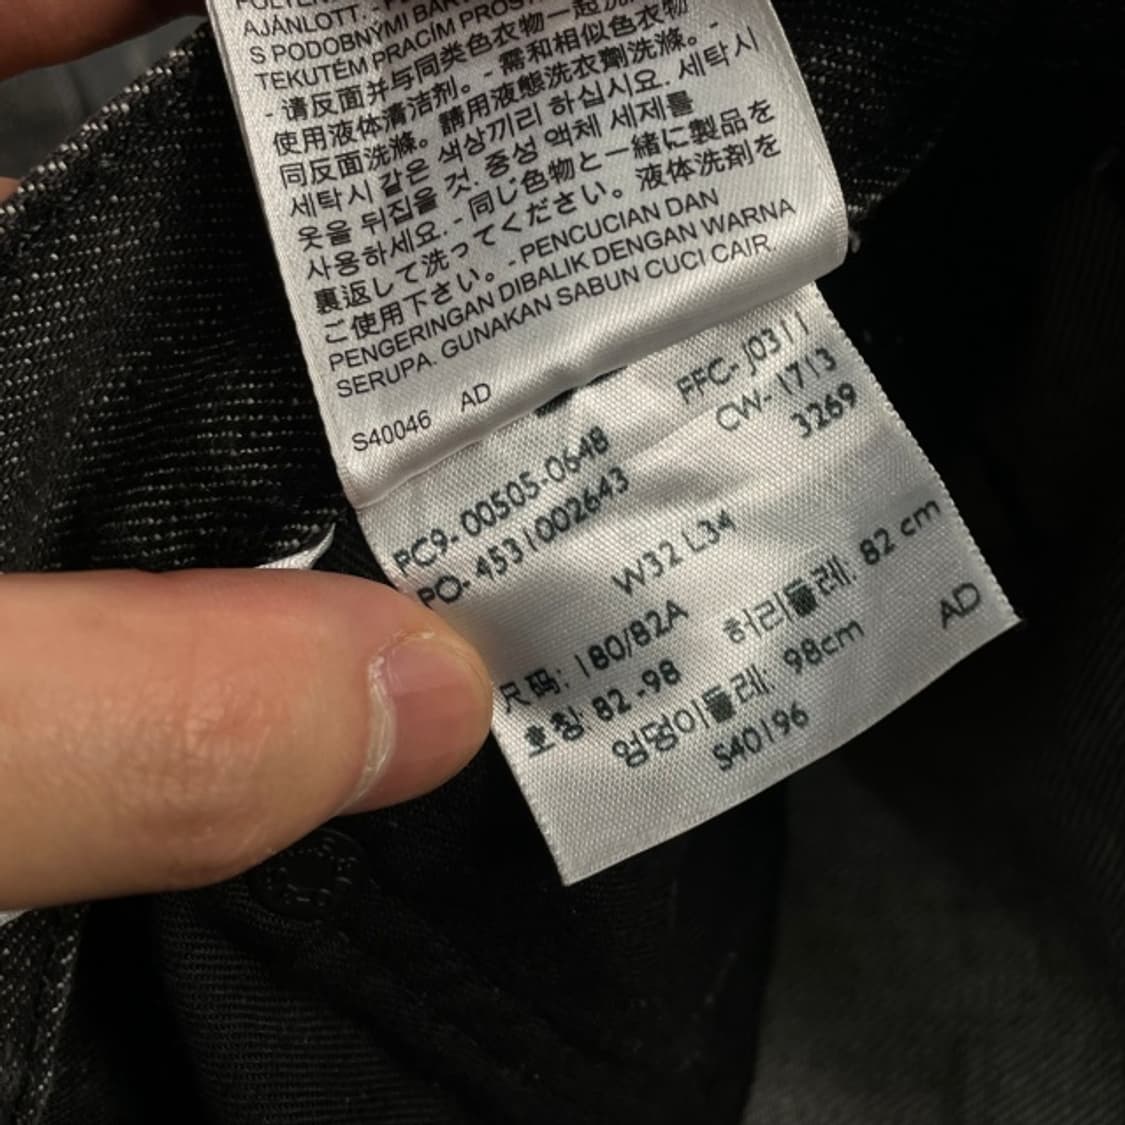 AJÁNLOTT.
S PODOBNÝMI BAR
TEKUTÉM PRACÍM PROST
- 请反面并与同类色衣物一起洗
使用液体清洁剂。- 需和相似色衣物
同反面洗滌。請用液態洗衣劑洗滌。-
세탁시 같은 색상끼리 하십시요. 세탁시
옷을 뒤집을 것. 중성 액체 세제를
사용하세요. - 同じ色物と一緒に製品を
裏返して洗ってください。液体洗剤を
ご使用下さい。- PENCUCIAN DAN
PENGERINGAN DIBALIK DENGAN WARNA
SERUPA. GUNAKAN SABUN CUCI CAIR.
S40046 AD
FFC- J0311
CW- 1713
3269
PC9- 00505-0648
PO- 4531002643
W32 L34
尺码: 180/82A 허리둘레: 82 cm
호칭 82 -98 엉덩이둘레: 98cm
S40196 AD